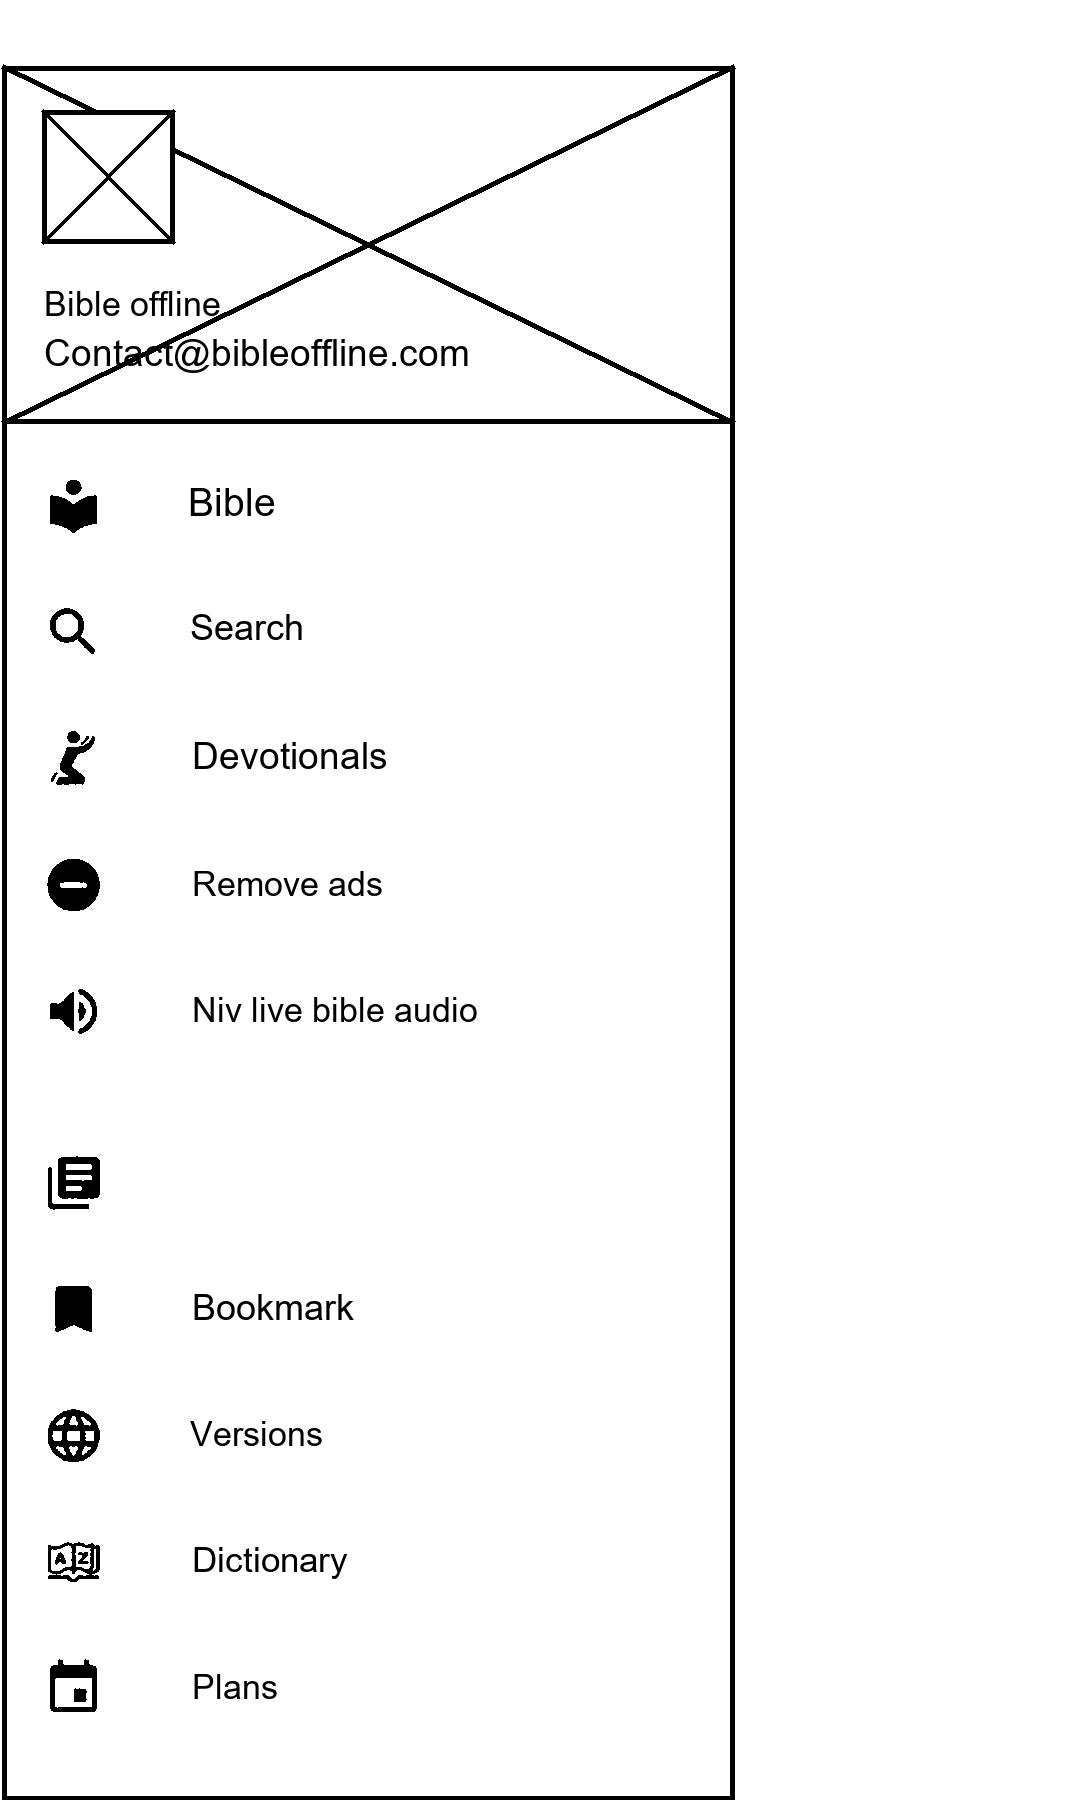 Bible offline
Contact@bibleoffline.com
Bible
Search
Devotionals
Remove ads
Niv live bible audio
Bookmark
Versions
A Z
Dictionary
Plans